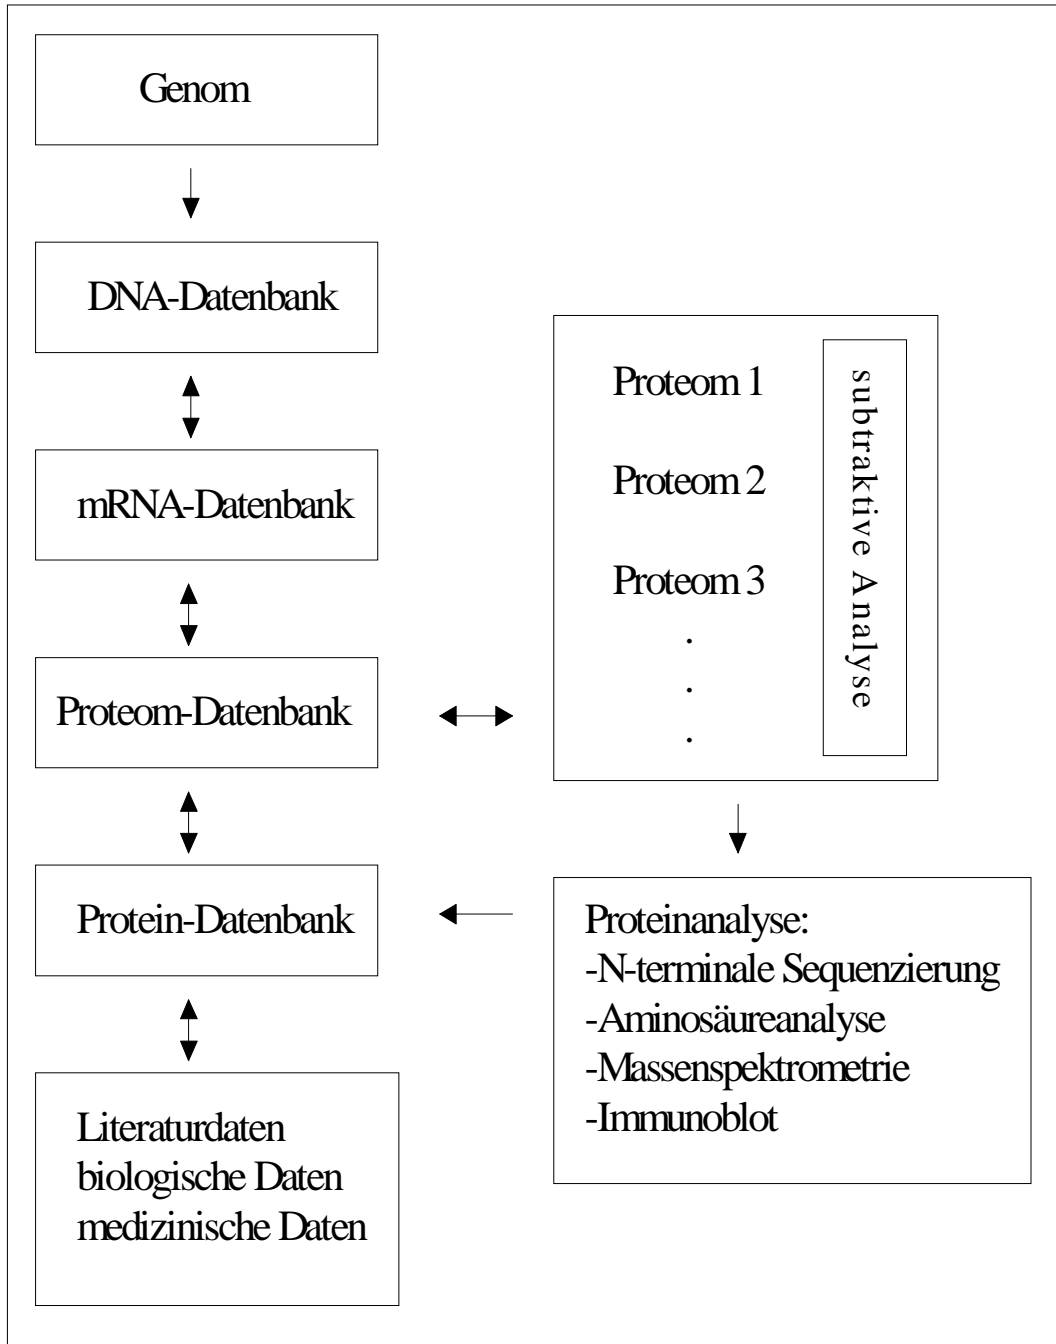 Genom
DNA-Datenbank
mRNA-Datenbank
Proteom-Datenbank
Protein-Datenbank
Literaturdaten
biologische Daten
medizinische Daten
Proteom 1
Proteom 2
Proteom 3
.
.
.
subtraktive Analyse
Proteinanalyse:
-N-terminale Sequenzierung
-Aminosäureanalyse
-Massenspektrometrie
-Immunoblot